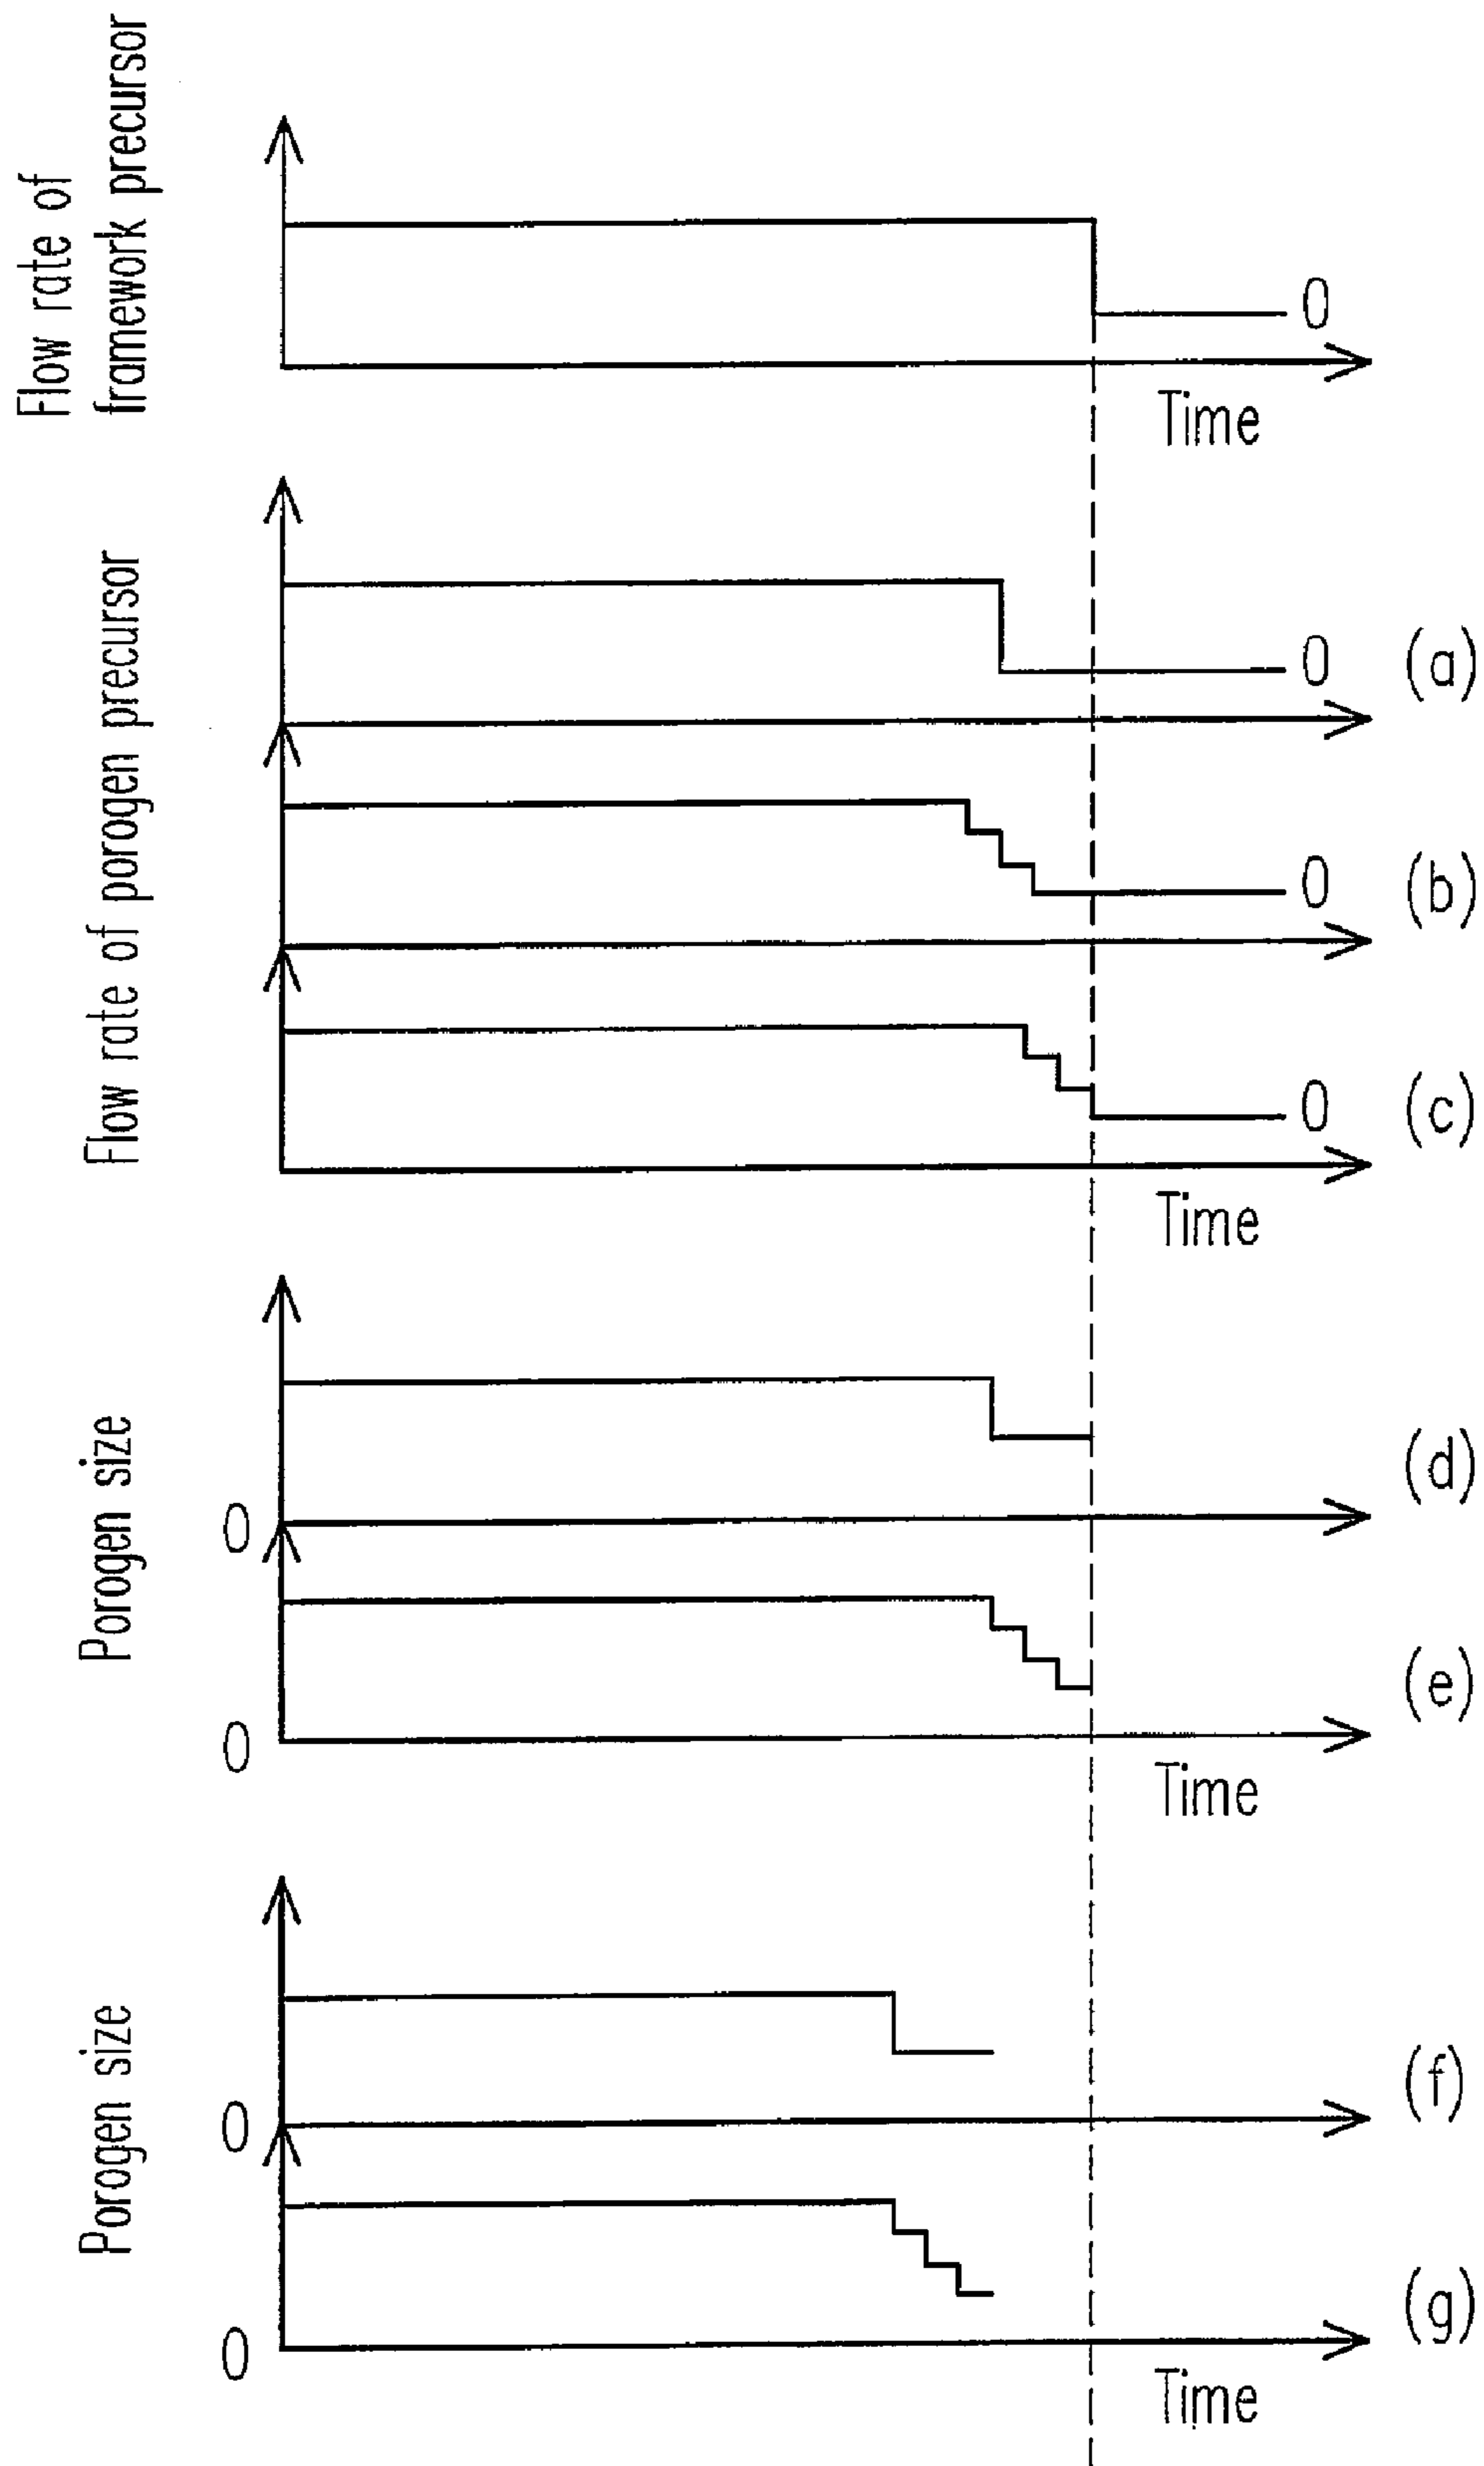 Flow rate of
framework precursor
0
Time
Flow rate of porogen precursor
0
(a)
0
(b)
0
(c)
Time
Porogen size
(d)
0
(e)
0
Time
Porogen size
(f)
0
(g)
0
Time